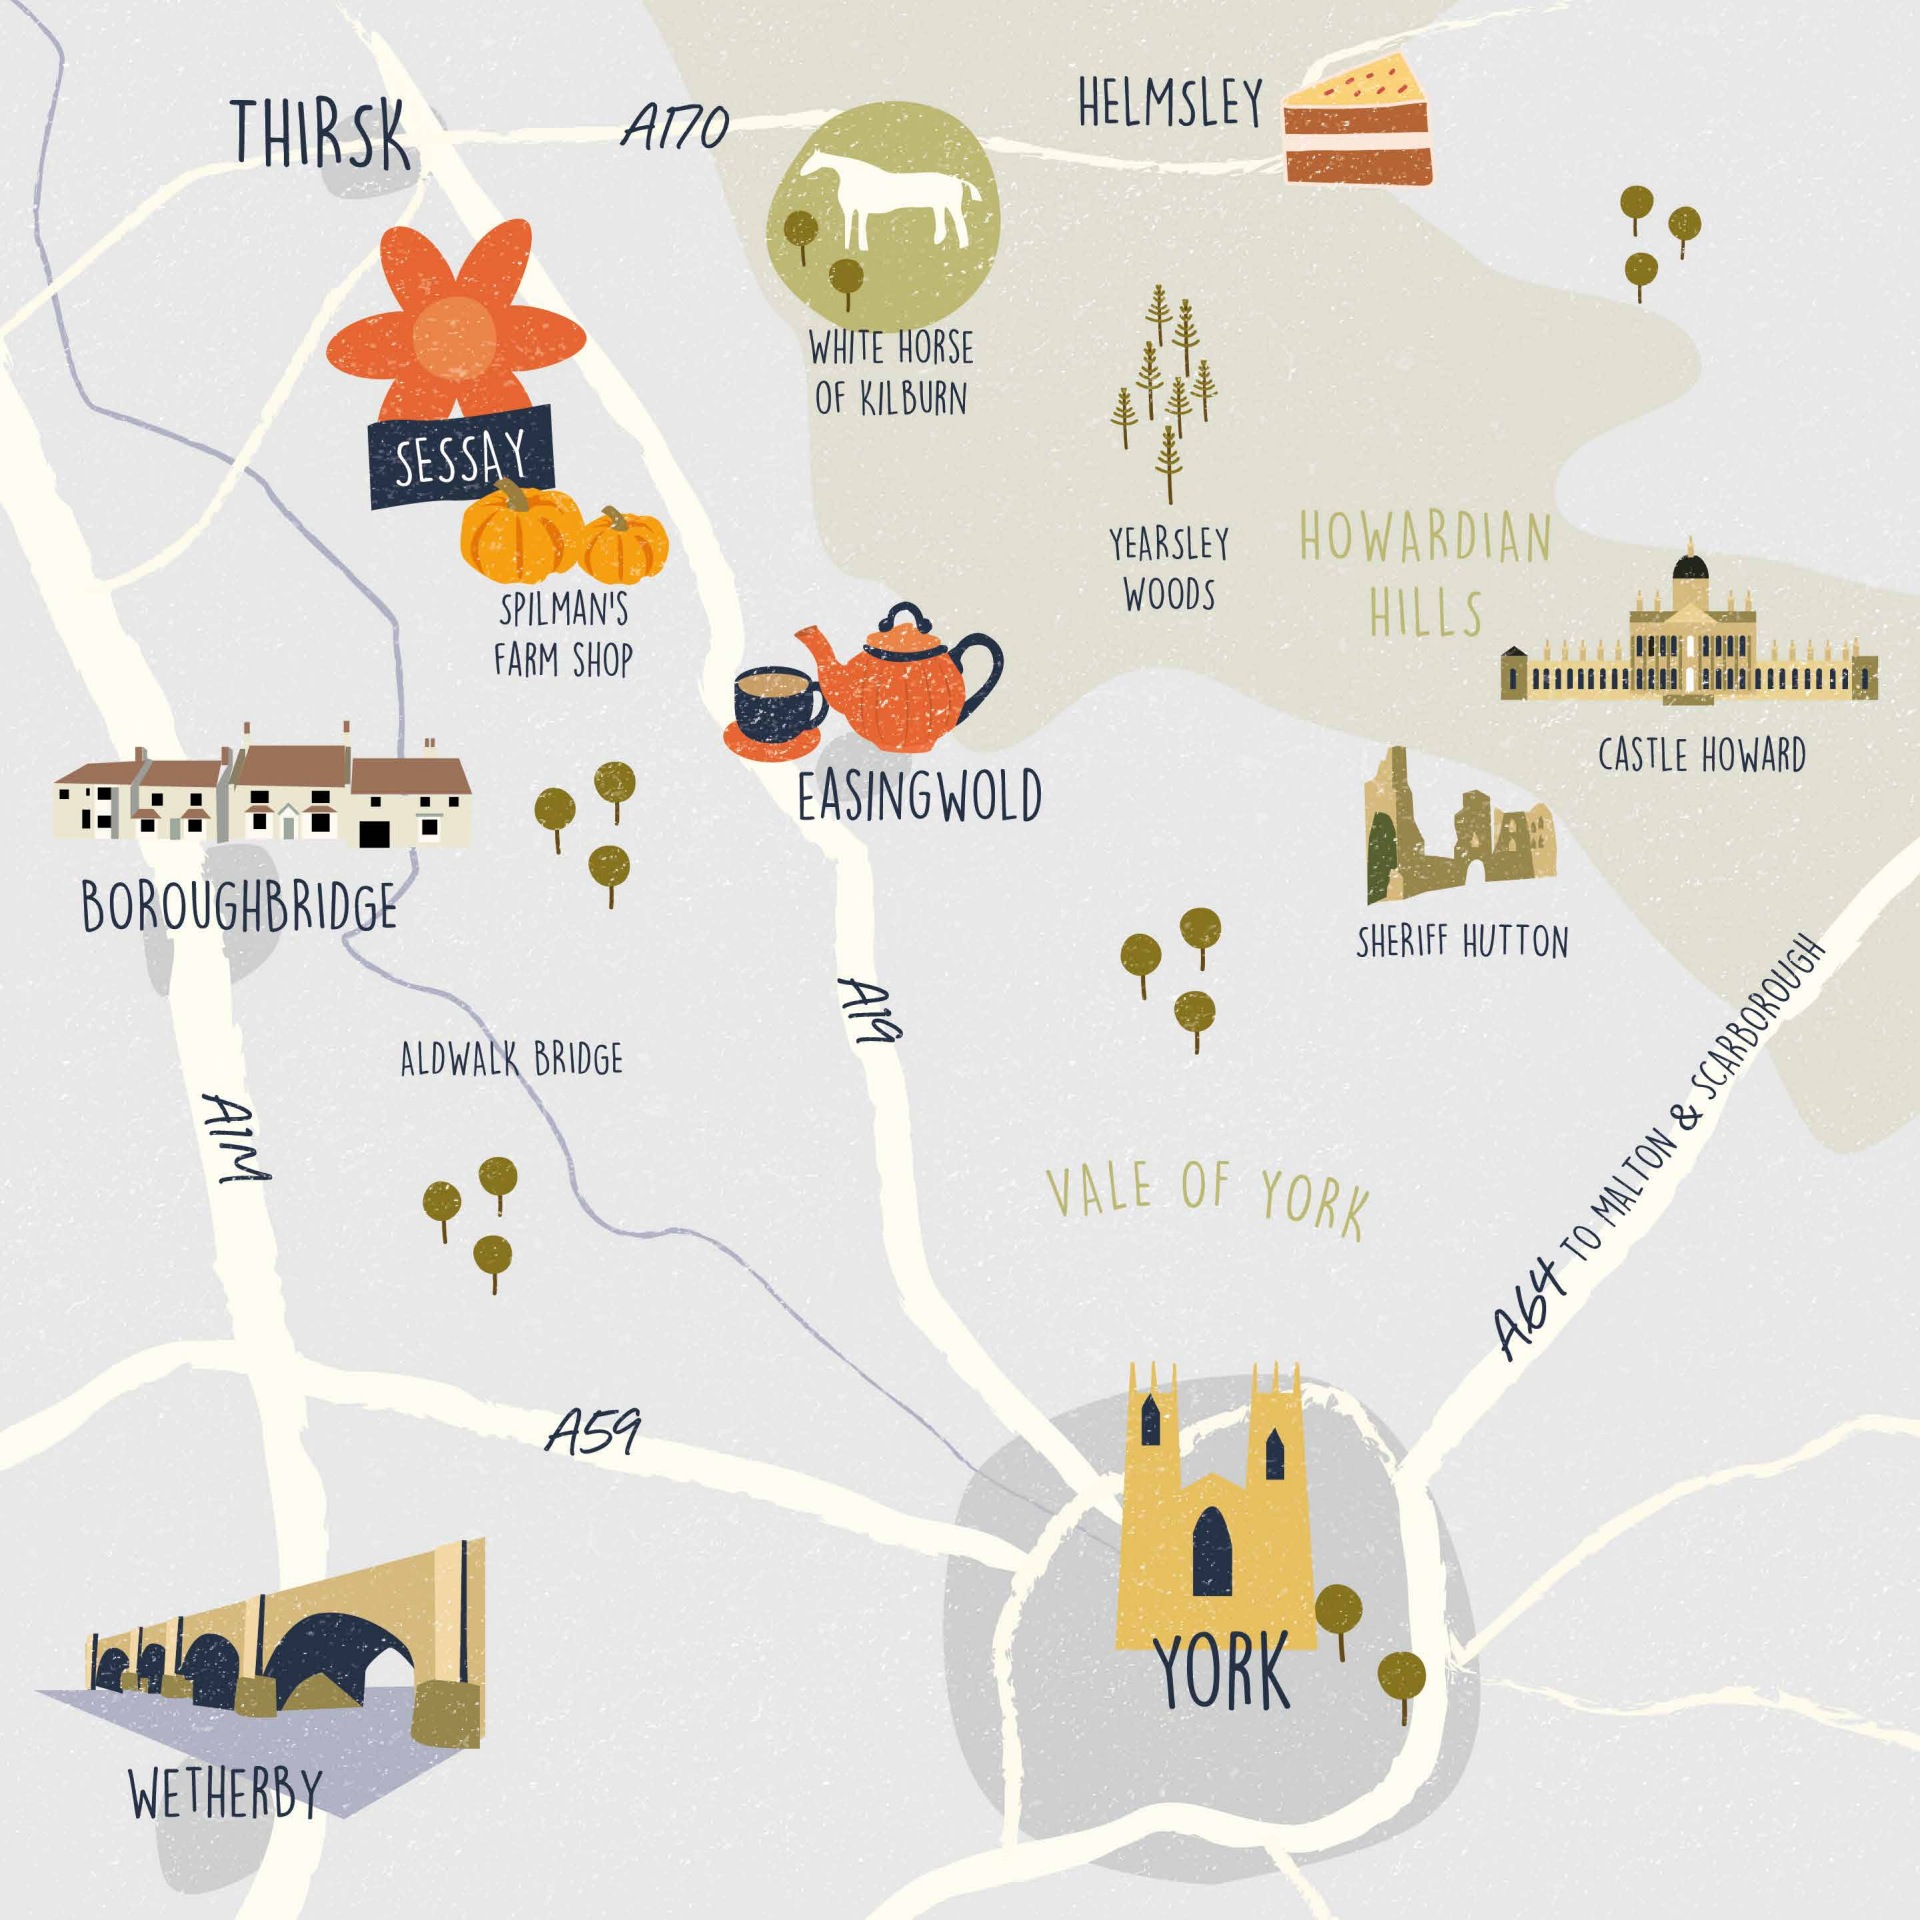 THIRSK
A170
HELMSLEY
WHITE HORSE
OF KILBURN
SESSAY
SPILMAN'S
FARM SHOP
YEARSLEY
WOODS
HOWARDIAN
HILLS
CASTLE HOWARD
EASINGWOLD
BOROUGHBRIDGE
SHERIFF HUTTON
A19
ALDWALK BRIDGE
A1M
VALE OF YORK
A64 TO MALTON & SCARBOROUGH
A59
YORK
WETHERBY